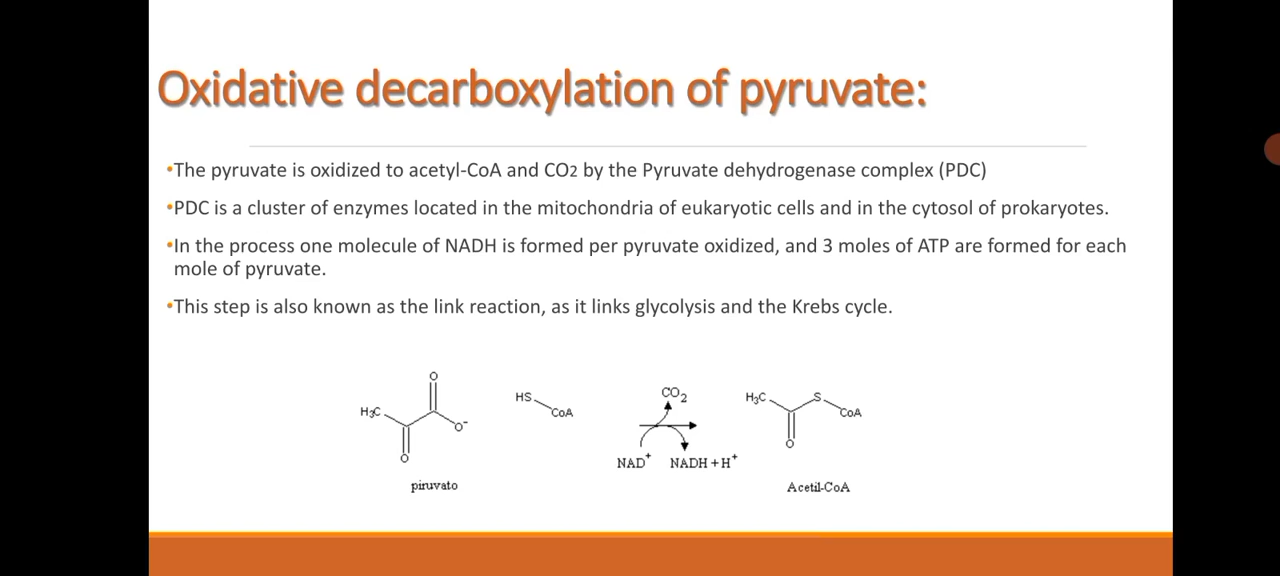 Oxidative decarboxylation of pyruvate:
•The pyruvate is oxidized to acetyl-CoA and CO2 by the Pyruvate dehydrogenase complex (PDC)
•PDC is a cluster of enzymes located in the mitochondria of eukaryotic cells and in the cytosol of prokaryotes.
•In the process one molecule of NADH is formed per pyruvate oxidized, and 3 moles of ATP are formed for each
mole of pyruvate.
•This step is also known as the link reaction, as it links glycolysis and the Krebs cycle.
O
H₃C
O⁻
O
piruvato
HS
CoA
CO₂
NAD⁺ NADH + H⁺
H₃C S
CoA
O
Acetil-CoA